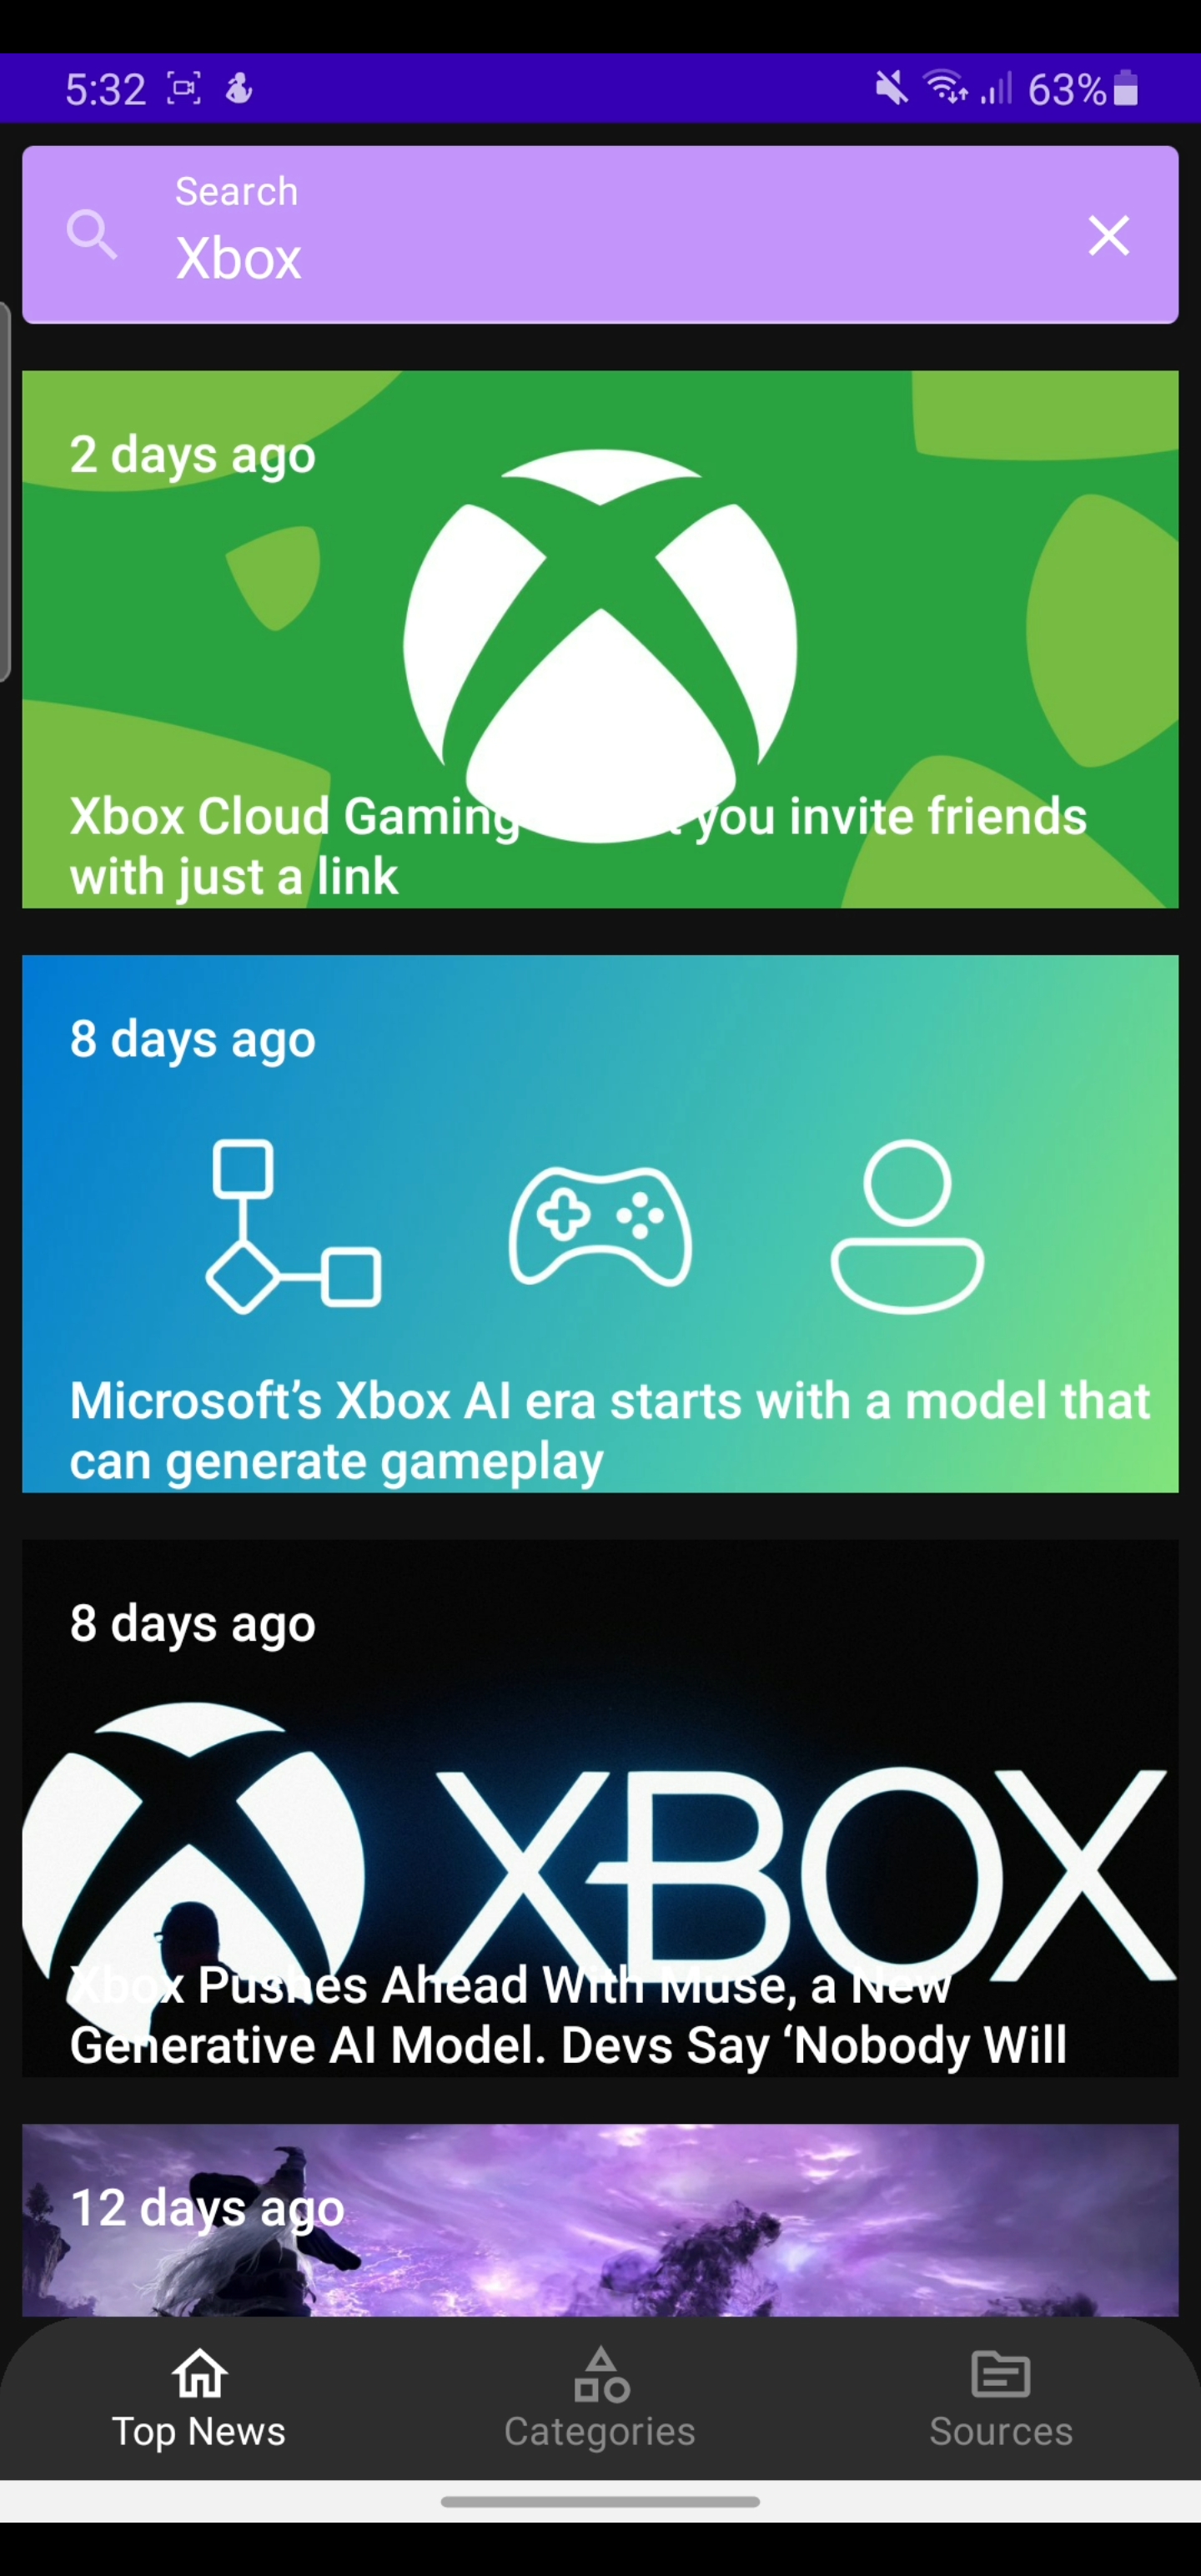 5:32
63%
Search
Xbox
2 days ago
Xbox Cloud Gaming you invite friends
with just a link
8 days ago
Microsoft’s Xbox AI era starts with a model that
can generate gameplay
8 days ago
XBOX
Xbox Pushes Ahead With Muse, a New
Generative AI Model. Devs Say ‘Nobody Will
12 days ago
Top News
Categories
Sources